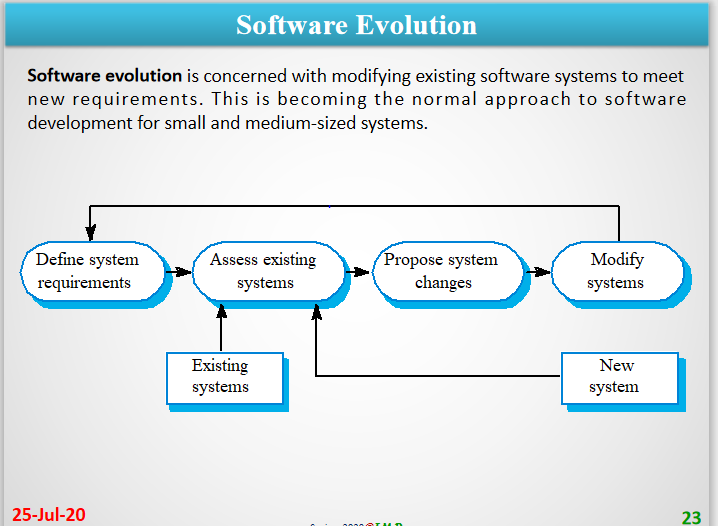 Software Evolution
Software evolution is concerned with modifying existing software systems to meet
new requirements. This is becoming the normal approach to software
development for small and medium-sized systems.
Define system
requirements
Assess existing
systems
Propose system
changes
Modify
systems
Existing
systems
New
system
25-Jul-20
23